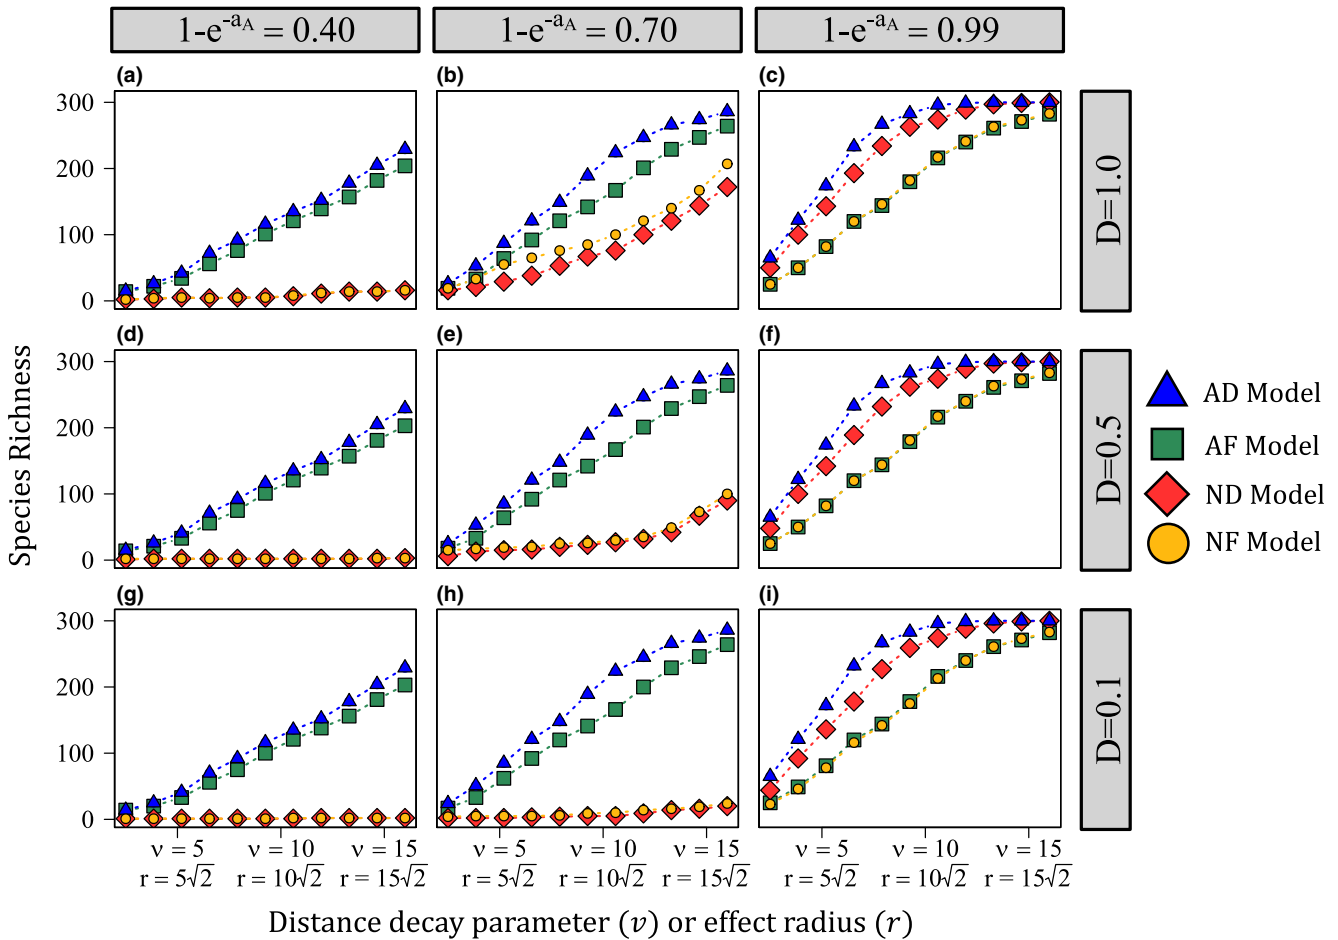 1-e^-a_A = 0.40
1-e^-a_A = 0.70
1-e^-a_A = 0.99
(a)
(b)
(c)
300
200
100
0
D=1.0
(d)
(e)
(f)
300
200
100
0
D=0.5
(g)
(h)
(i)
300
200
100
0
D=0.1
Species Richness
AD Model
AF Model
ND Model
NF Model
ν = 5
r = 5√2
ν = 10
r = 10√2
ν = 15
r = 15√2
ν = 5
r = 5√2
ν = 10
r = 10√2
ν = 15
r = 15√2
ν = 5
r = 5√2
ν = 10
r = 10√2
ν = 15
r = 15√2
Distance decay parameter (v) or effect radius (r)